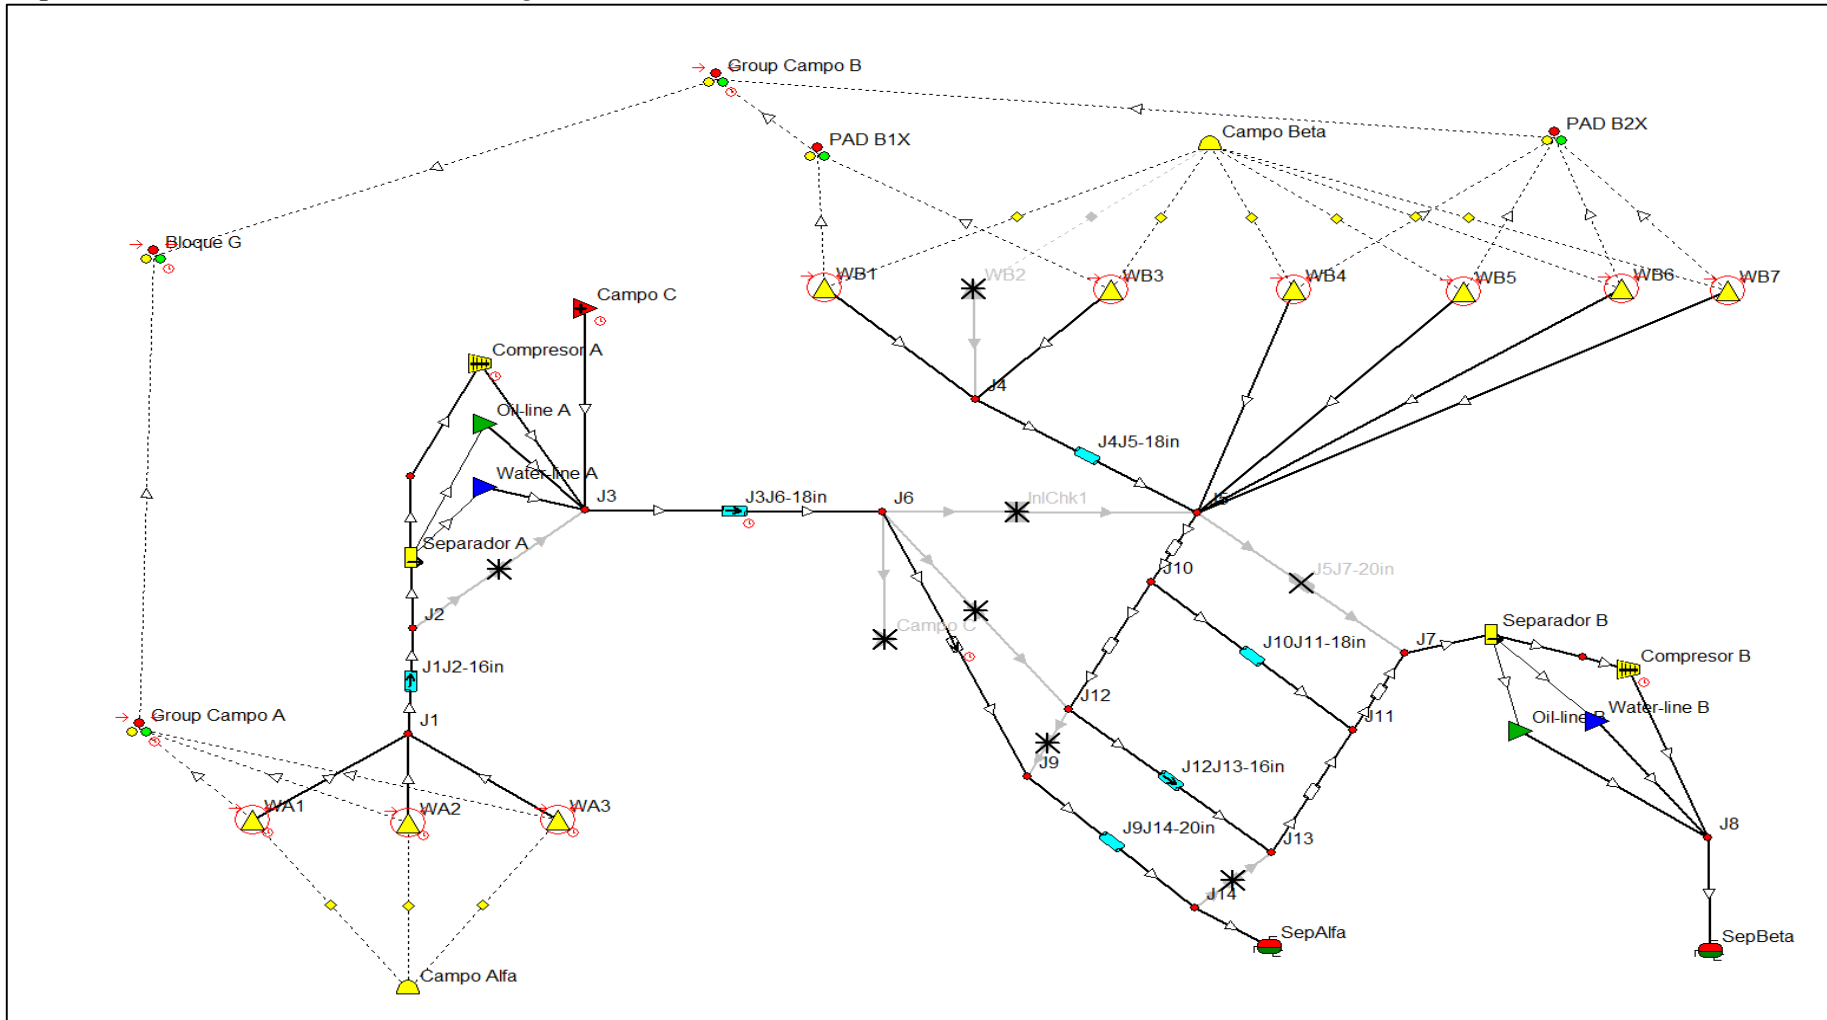 Group Campo B
PAD B1X
Campo Beta
PAD B2X
Bloque G
WB1
WB2
WB3
WB4
WB5
WB6
WB7
Campo C
Compresor A
J4
Oil-line A
J4J5-18in
Water-line A
J3
J3J6-18in
J6
InlChk1
J5
Separador A
J10
J5J7-20in
J2
Campo C
J10J11-18in
J7
Separador B
Compresor B
J1J2-16in
Group Campo A
J1
J12
J11
Oil-line B
Water-line B
J9
J12J13-16in
WA1
WA2
WA3
J9J14-20in
J13
J8
J14
SepAlfa
SepBeta
Campo Alfa